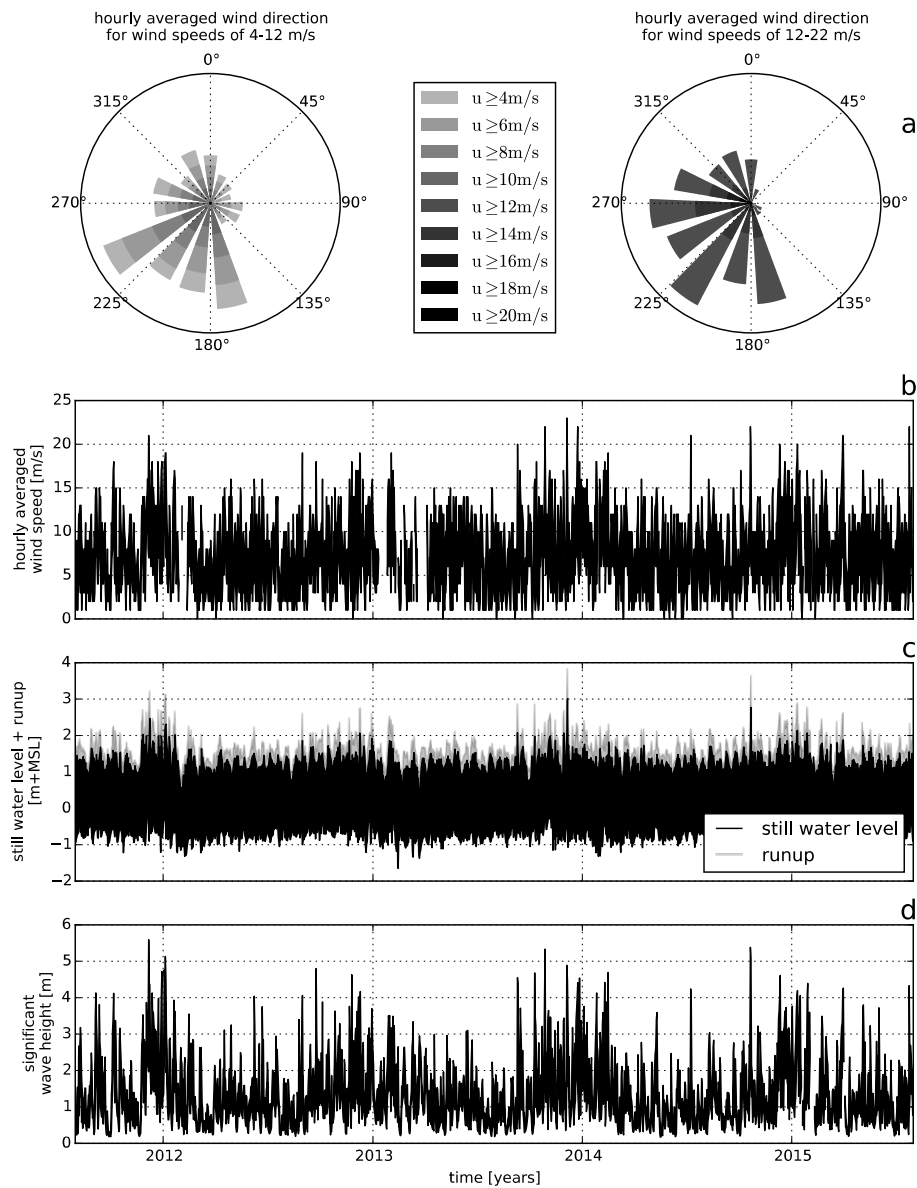 hourly averaged wind direction
for wind speeds of 4-12 m/s
0°
45°
90°
135°
180°
225°
270°
315°
u ≥4m/s
u ≥6m/s
u ≥8m/s
u ≥10m/s
u ≥12m/s
u ≥14m/s
u ≥16m/s
u ≥18m/s
u ≥20m/s
hourly averaged wind direction
for wind speeds of 12-22 m/s
0°
45°
90°
135°
180°
225°
270°
315°
a
b
25
20
15
10
5
0
hourly averaged
wind speed [m/s]
2012
2013
2014
2015
c
4
3
2
1
0
−1
−2
still water level + runup
[m+MSL]
still water level
runup
d
6
5
4
3
2
1
0
significant
wave height [m]
2012
2013
2014
2015
time [years]